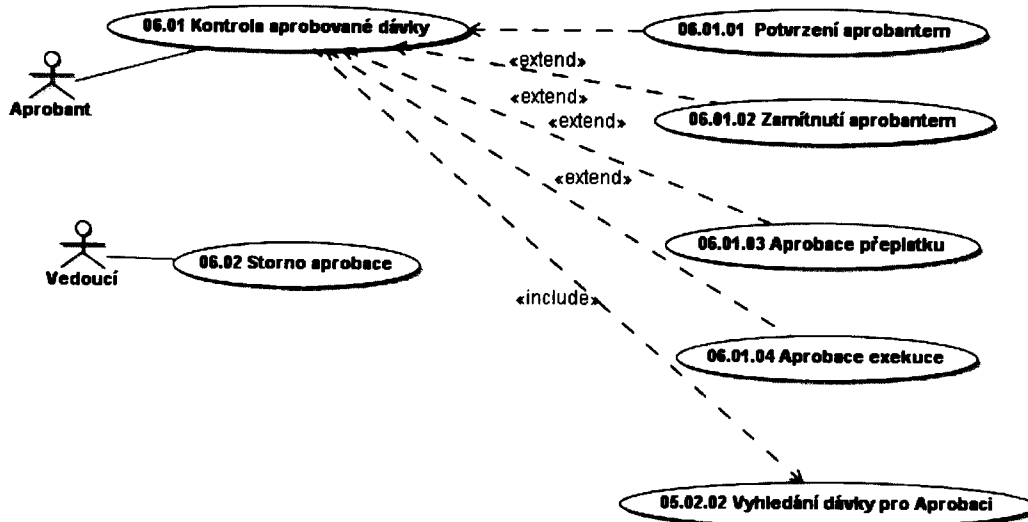 06.01 Kontrola aprobované dávky
06.01.01 Potvrzení aprobantem
«extend»
Aprobant
«extend»
06.01.02 Zamítnutí aprobantem
«extend»
«extend»
06.01.03 Aprobace přeplatku
Vedoucí
06.02 Storno aprobace
«include»
06.01.04 Aprobace exekuce
05.02.02 Vyhledání dávky pro Aprobaci